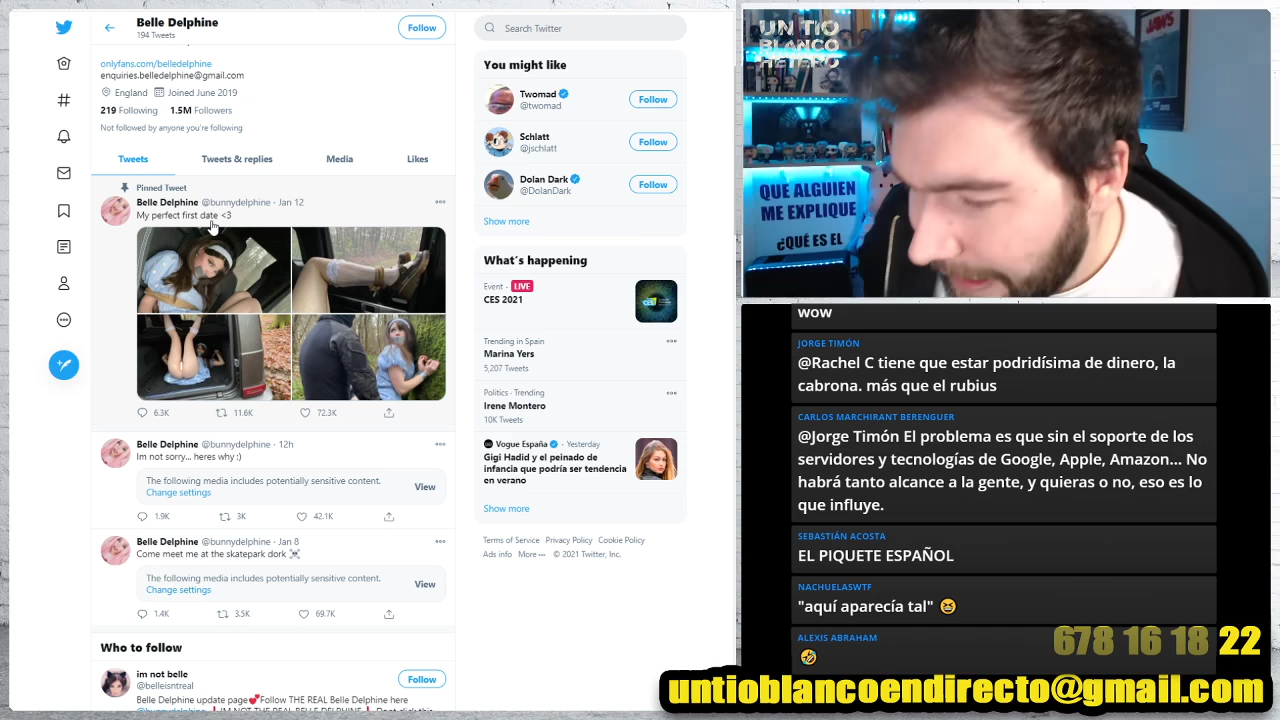 Belle Delphine
194 Tweets
Follow
onlyfans.com/belledelphine
enquiries.belledelphine@gmail.com
England Joined June 2019
219 Following 1.5M Followers
Not followed by anyone you're following
Tweets Tweets & replies Media Likes
Pinned Tweet
Belle Delphine @bunnydelphine · Jan 12
My perfect first date <3
6.3K 11.6K 72.3K
Belle Delphine @bunnydelphine · 12h
Im not sorry... heres why :)
The following media includes potentially sensitive content.
Change settings
View
1.9K 3K 42.1K
Belle Delphine @bunnydelphine · Jan 8
Come meet me at the skatepark dork ☠️
The following media includes potentially sensitive content.
Change settings
View
1.4K 3.5K 69.7K
Who to follow
im not belle
@belleisntreal
Follow
Belle Delphine update page💕Follow THE REAL Belle Delphine here
Search Twitter
You might like
Twomad
@twomad
Follow
Schlatt
@jschlatt
Follow
Dolan Dark
@DolanDark
Follow
Show more
What's happening
Event · LIVE
CES 2021
Trending in Spain
Marina Yers
5,207 Tweets
Politics · Trending
Irene Montero
10K Tweets
Vogue España · Yesterday
Gigi Hadid y el peinado de
infancia que podría ser tendencia
en verano
Show more
Terms of Service Privacy Policy Cookie Policy
Ads info More ··· © 2021 Twitter, Inc.
UN TIO
BLANCO
HETERO
JAWS
QUE ALGUIEN
ME EXPLIQUE
¿QUÉ ES EL
wow
JORGE TIMÓN
@Rachel C tiene que estar podridísima de dinero, la
cabrona. más que el rubius
CARLOS MARCHIRANT BERENGUER
@Jorge Timón El problema es que sin el soporte de los
servidores y tecnologías de Google, Apple, Amazon... No
habrá tanto alcance a la gente, y quieras o no, eso es lo
que influye.
SEBASTIÁN ACOSTA
EL PIQUETE ESPAÑOL
NACHUELASWTF
"aquí aparecía tal" 😆
ALEXIS ABRAHAM
🤣
678 16 18 22
untioblancoendirecto@gmail.com